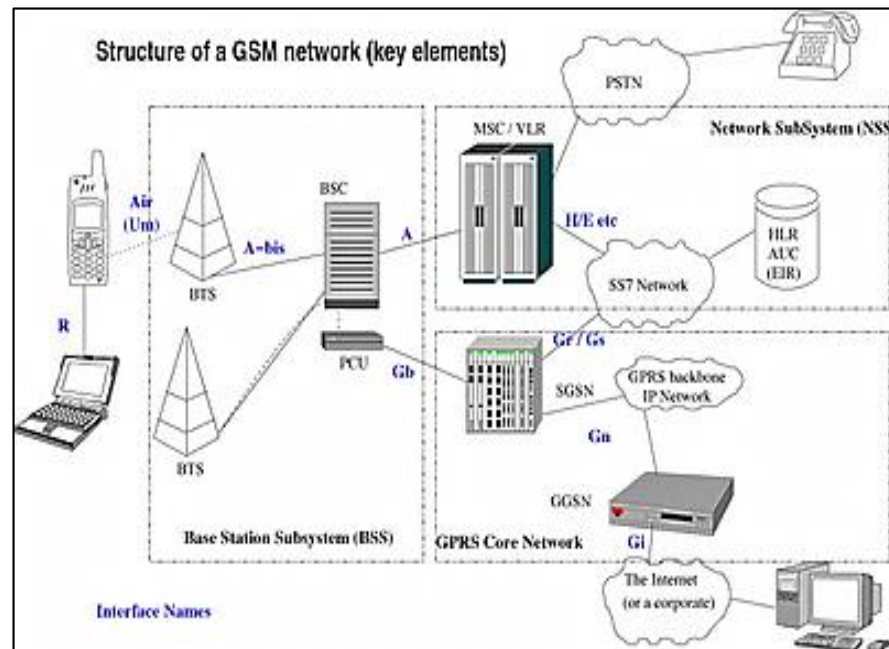 Structure of a GSM network (key elements)
PSTN
MSC / VLR
Network SubSystem (NSS
BSC
Air
(Um)
A-bis
A
H/E etc
HLR
AUC
(EIR)
BTS
SS7 Network
R
PCU
Gb
Gr / Gs
SGSN
GPRS backbone
IP Network
Gn
BTS
GGSN
Base Station Subsystem (BSS)
GPRS Core Network
Gi
The Internet
(or a corporate)
Interface Names